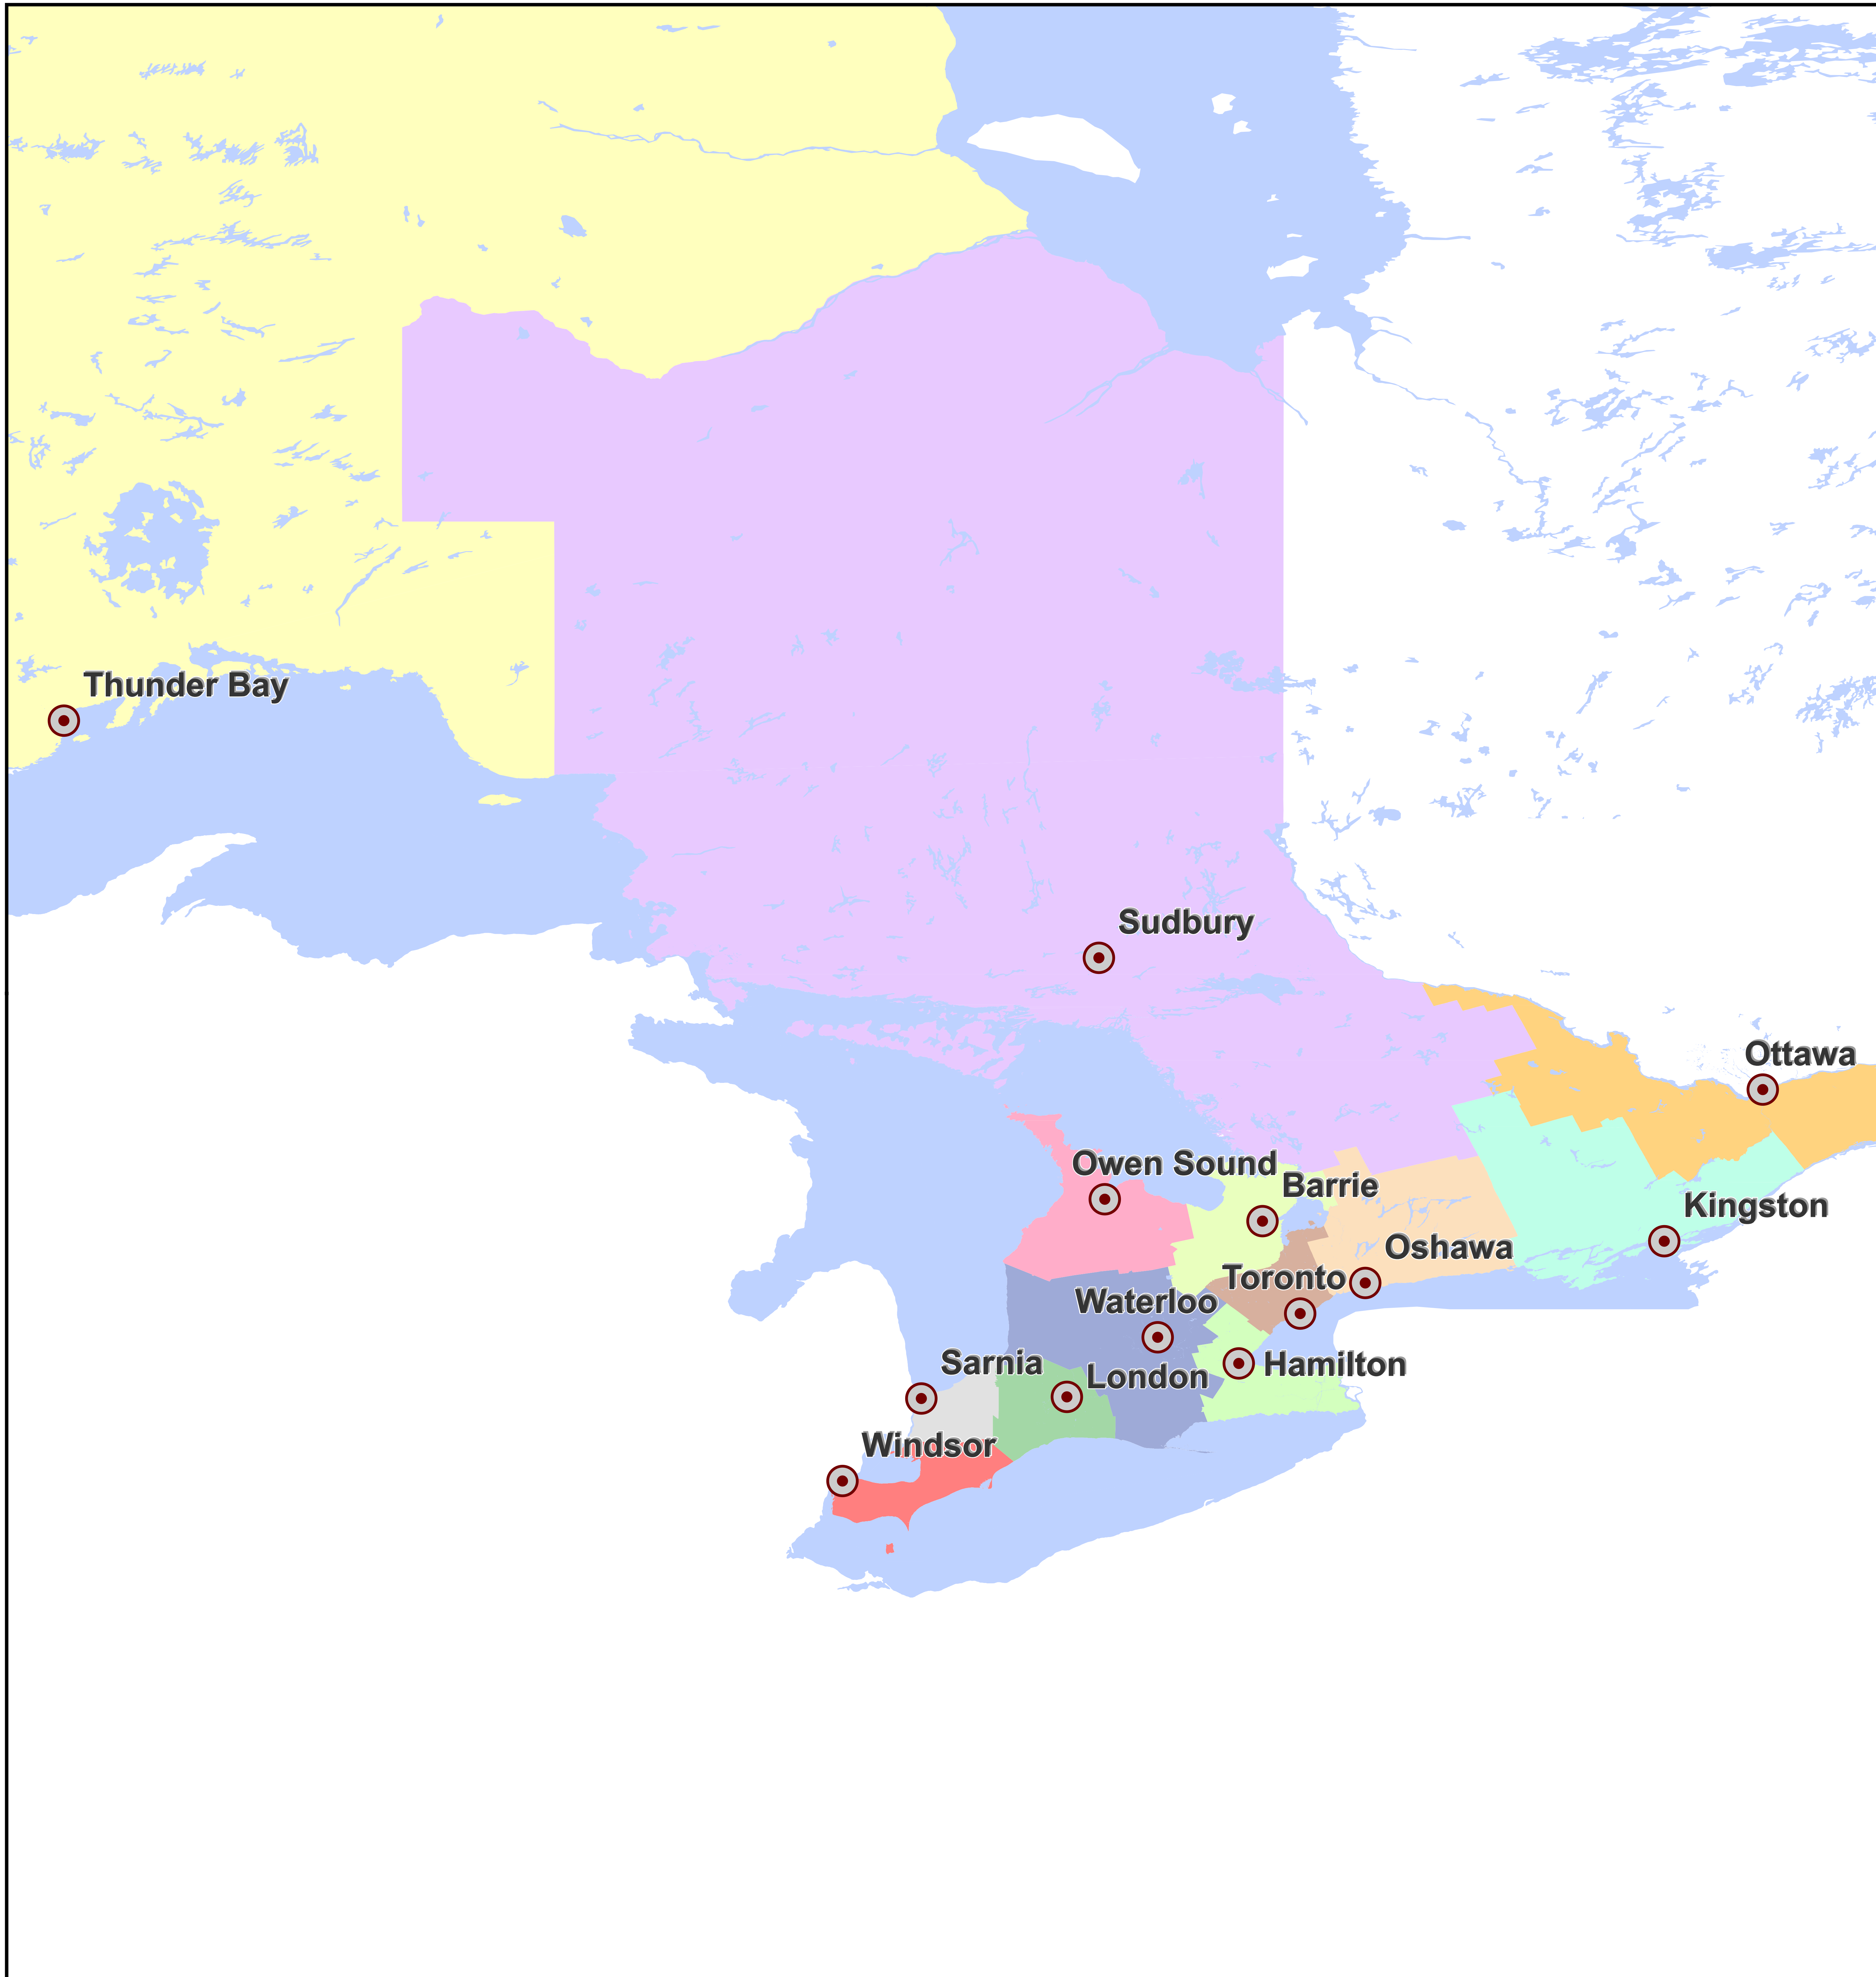 Thunder Bay
Sudbury
Ottawa
Owen Sound
Barrie
Kingston
Oshawa
Toronto
Waterloo
Sarnia
London
Hamilton
Windsor